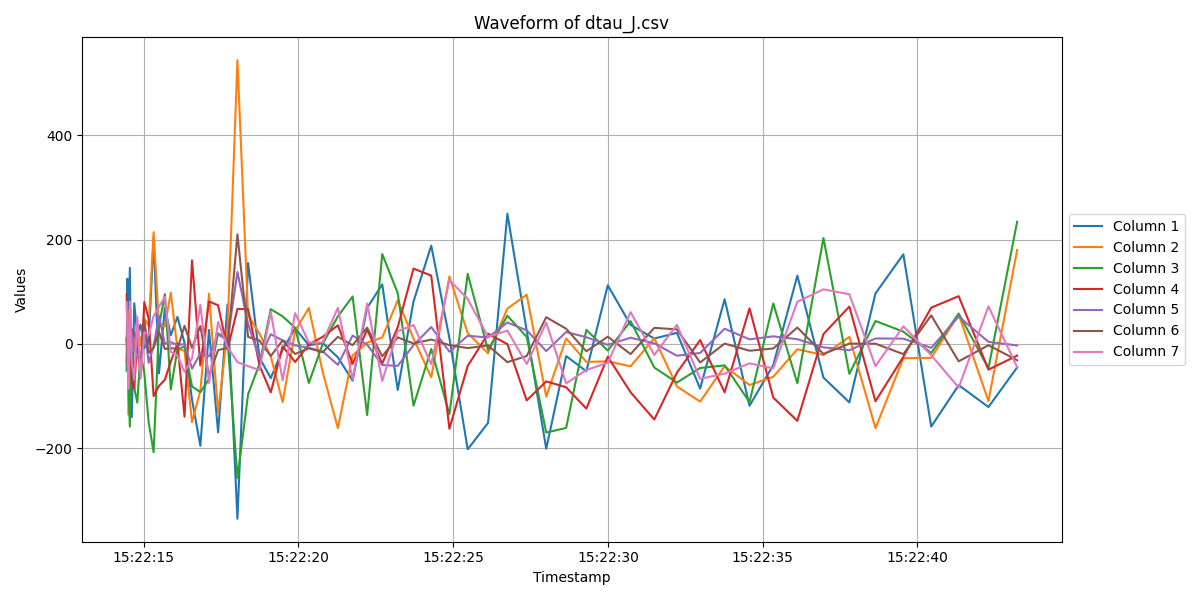 Waveform of dtau_J.csv
Values
400
200
0
−200
15:22:15
15:22:20
15:22:25
15:22:30
15:22:35
15:22:40
Timestamp
Column 1
Column 2
Column 3
Column 4
Column 5
Column 6
Column 7